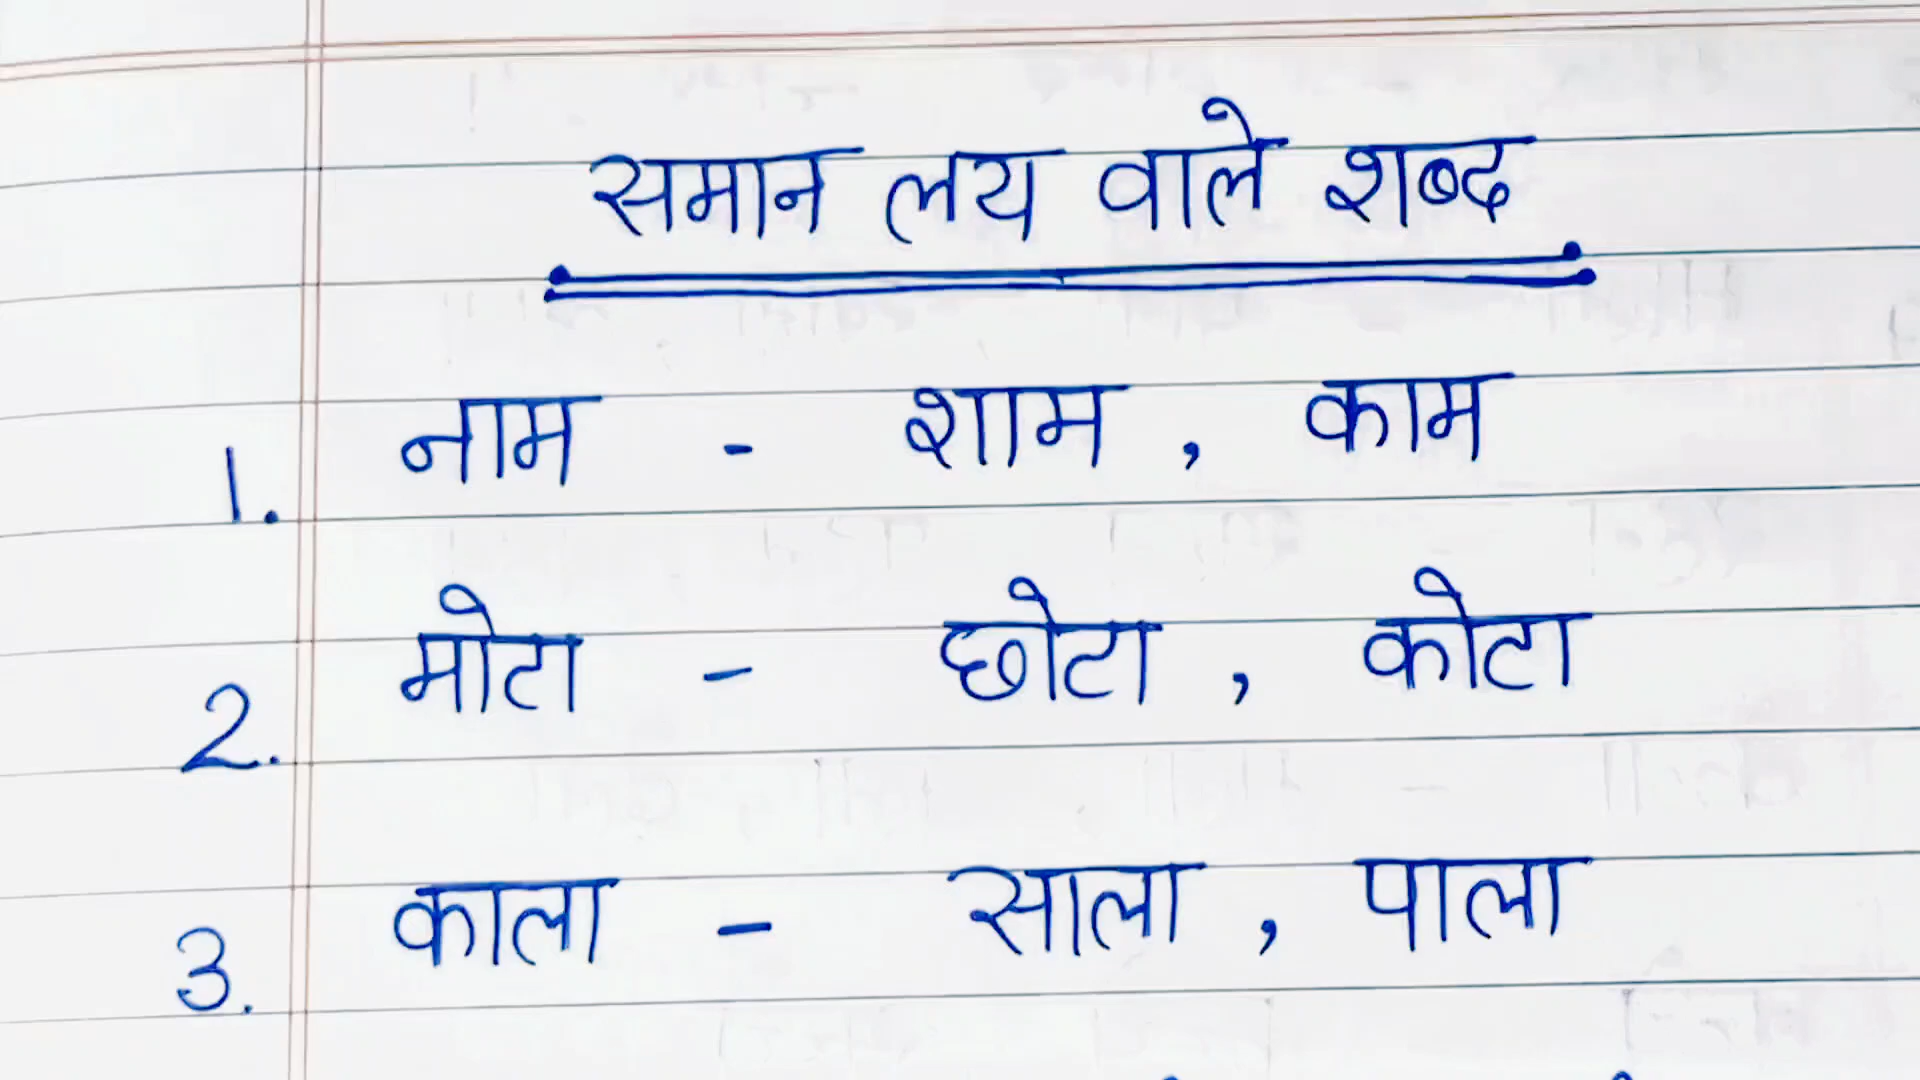 समान लय वाले शब्द
1. नाम - शाम, काम
2. मोटा - छोटा, कोटा
3. काला - साला, पाला